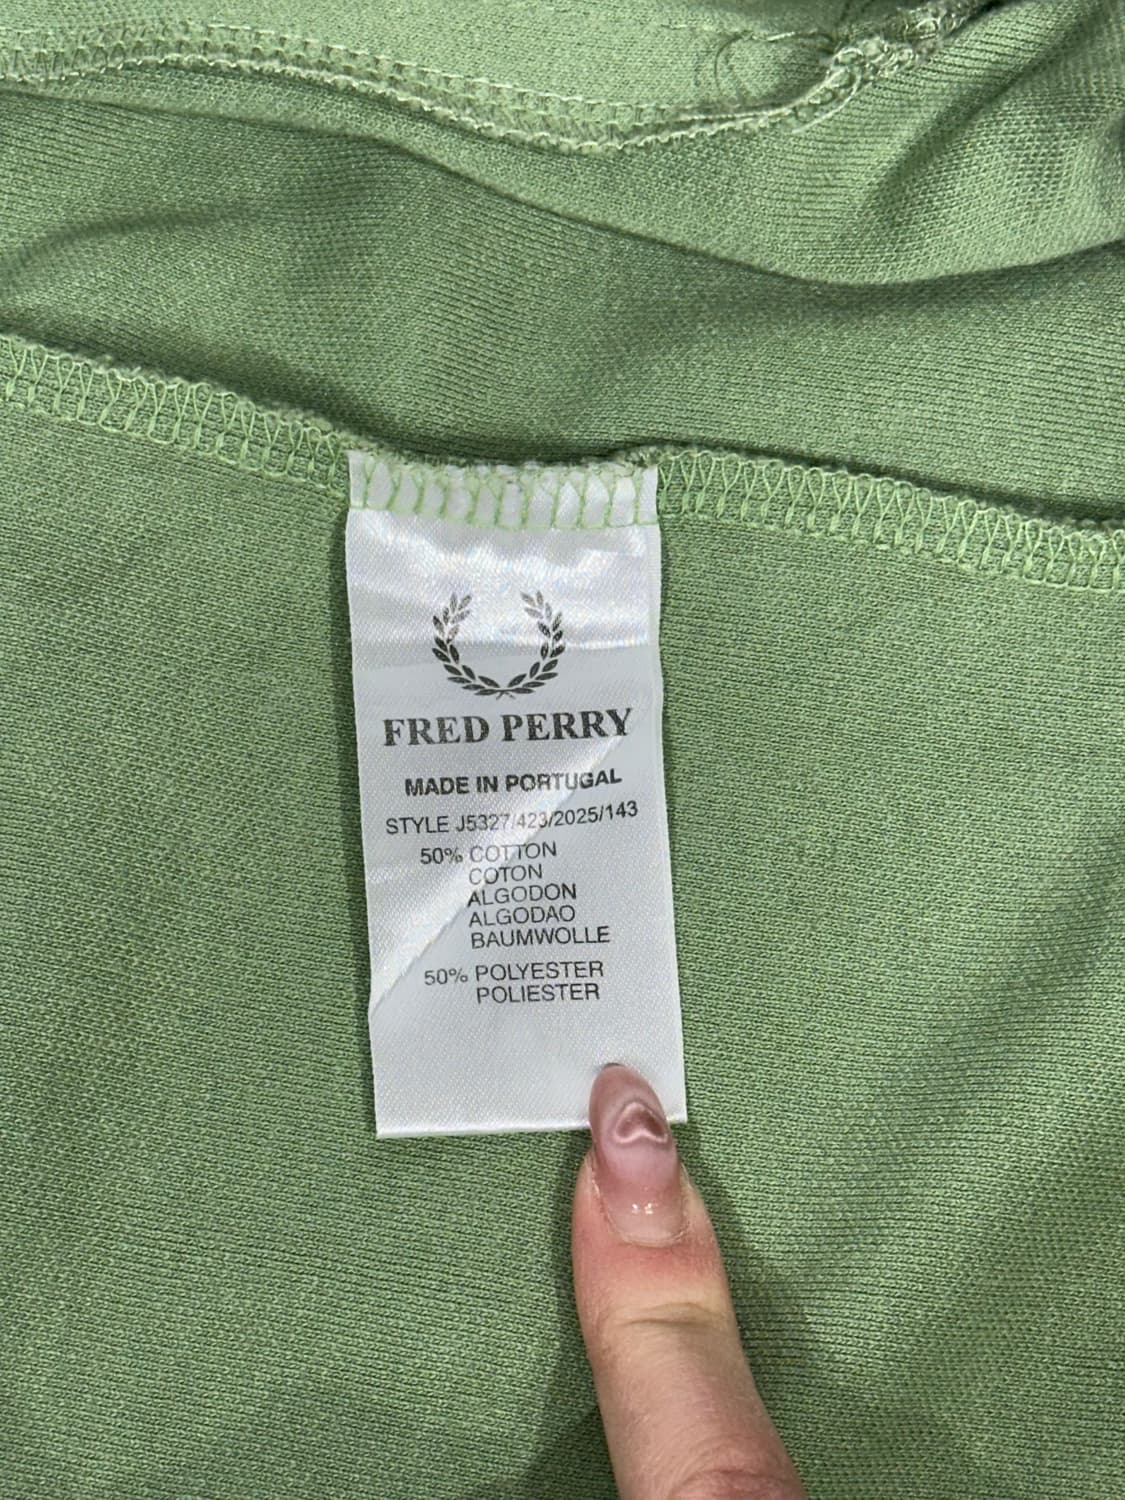 FRED PERRY
MADE IN PORTUGAL
STYLE J5327/423/2025/143
50% COTTON
COTON
ALGODON
ALGODAO
BAUMWOLLE
50% POLYESTER
POLIESTER